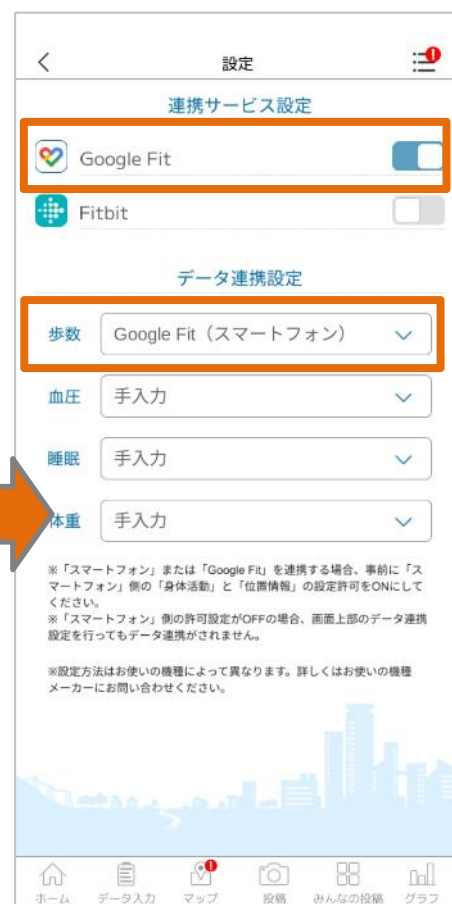 設定
連携サービス設定
Google Fit
Fitbit
データ連携設定
歩数 Google Fit（スマートフォン）
血圧 手入力
睡眠 手入力
体重 手入力
※「スマートフォン」または「Google Fit」を連携する場合、事前に「ス
マートフォン」側の「身体活動」と「位置情報」の設定許可をONにして
ください。
※「スマートフォン」側の許可設定がOFFの場合、画面上部のデータ連携
設定を行ってもデータ連携がされません。
※設定方法はお使いの機種によって異なります。詳しくはお使いの機種
メーカーにお問い合わせください。
ホーム データ入力 マップ 投稿 みんなの投稿 グラフ